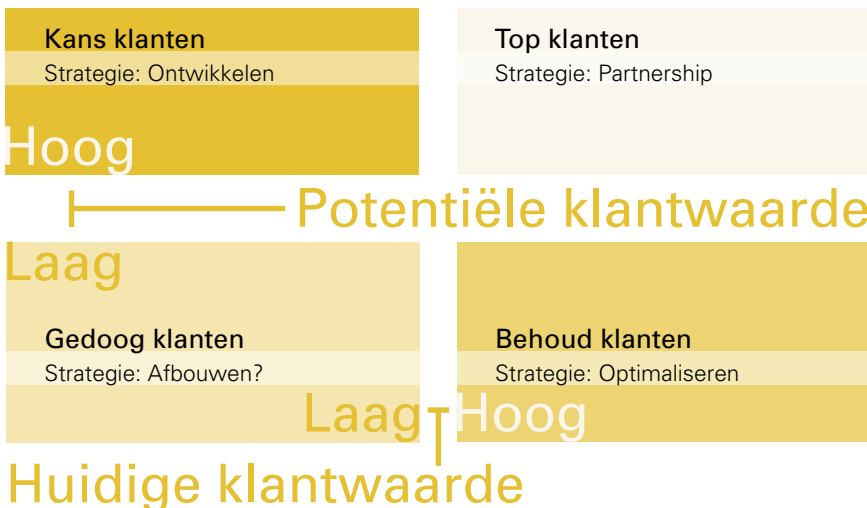 Kans klanten
Strategie: Ontwikkelen
Top klanten
Strategie: Partnership
Hoog
Potentiële klantwaarde
Laag
Gedoog klanten
Strategie: Afbouwen?
Behoud klanten
Strategie: Optimaliseren
Laag
Hoog
Huidige klantwaarde